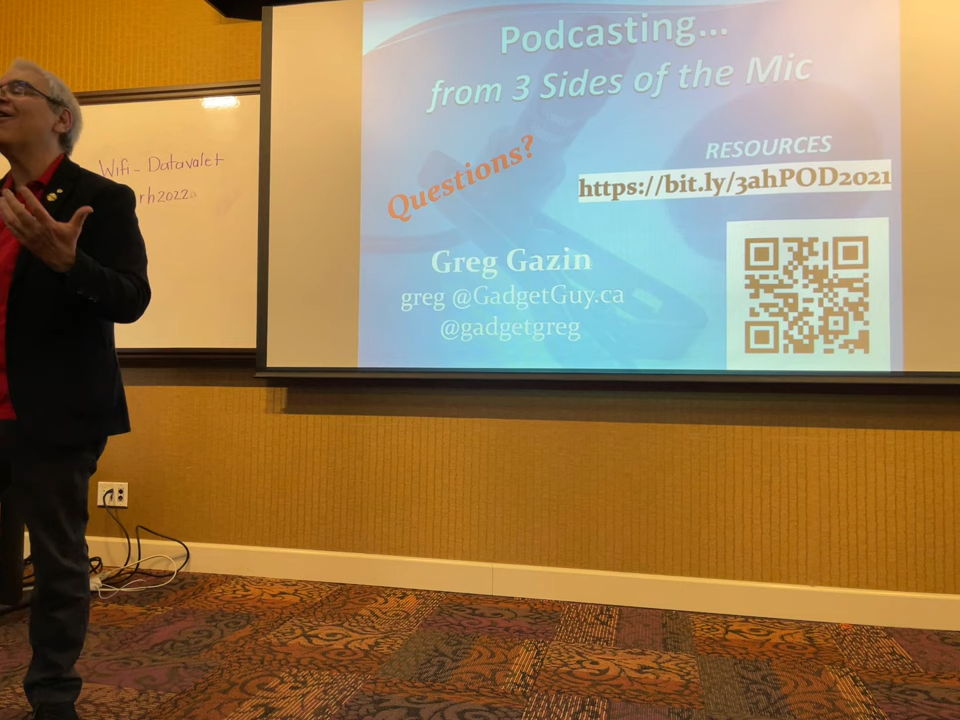 Wifi - Datavalet
rh2022
Podcasting...
from 3 Sides of the Mic
Questions?
RESOURCES
https://bit.ly/3ahPOD2021
Greg Gazin
greg @GadgetGuy.ca
@gadgetgreg